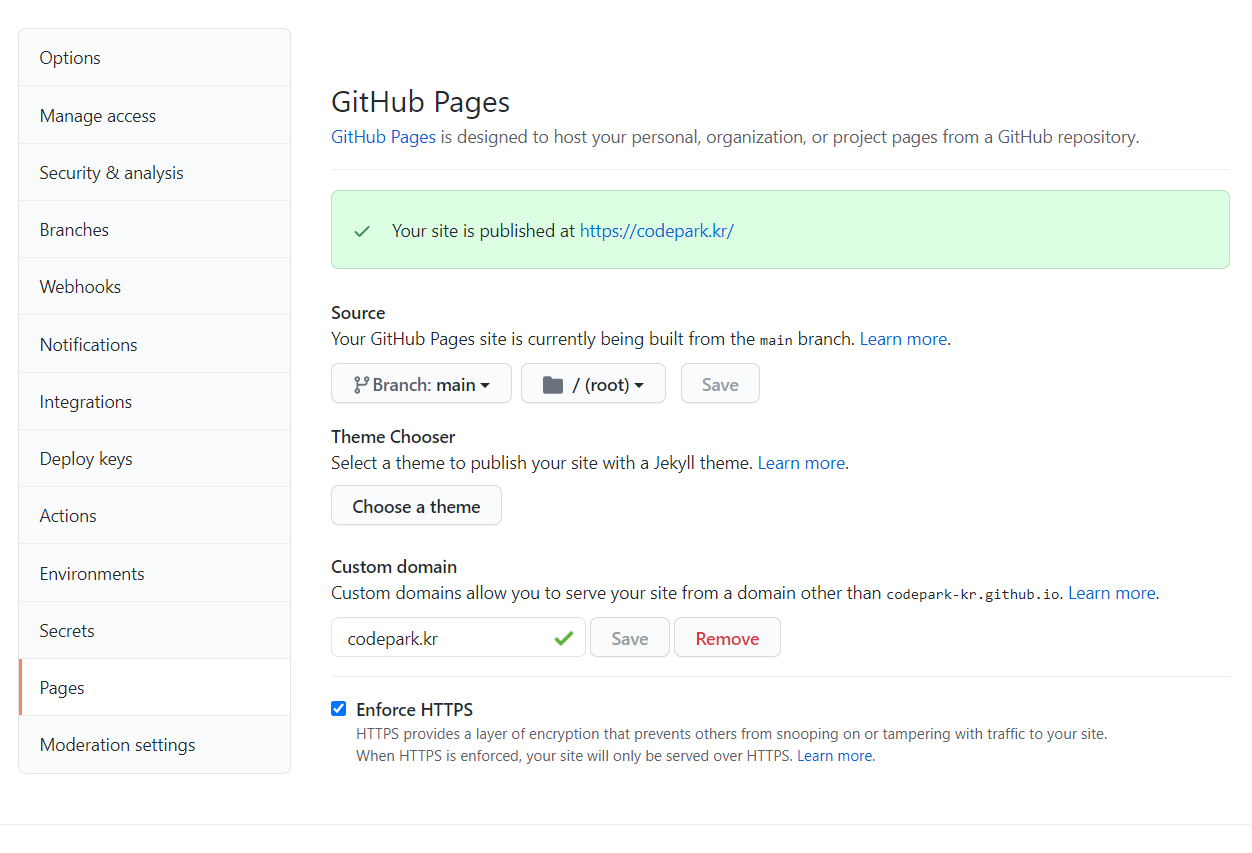 Options
Manage access
Security & analysis
Branches
Webhooks
Notifications
Integrations
Deploy keys
Actions
Environments
Secrets
Pages
Moderation settings
GitHub Pages
GitHub Pages is designed to host your personal, organization, or project pages from a GitHub repository.
Your site is published at https://codepark.kr/
Source
Your GitHub Pages site is currently being built from the main branch. Learn more.
Branch: main
/ (root)
Save
Theme Chooser
Select a theme to publish your site with a Jekyll theme. Learn more.
Choose a theme
Custom domain
Custom domains allow you to serve your site from a domain other than codepark-kr.github.io. Learn more.
codepark.kr
Save
Remove
Enforce HTTPS
HTTPS provides a layer of encryption that prevents others from snooping on or tampering with traffic to your site.
When HTTPS is enforced, your site will only be served over HTTPS. Learn more.